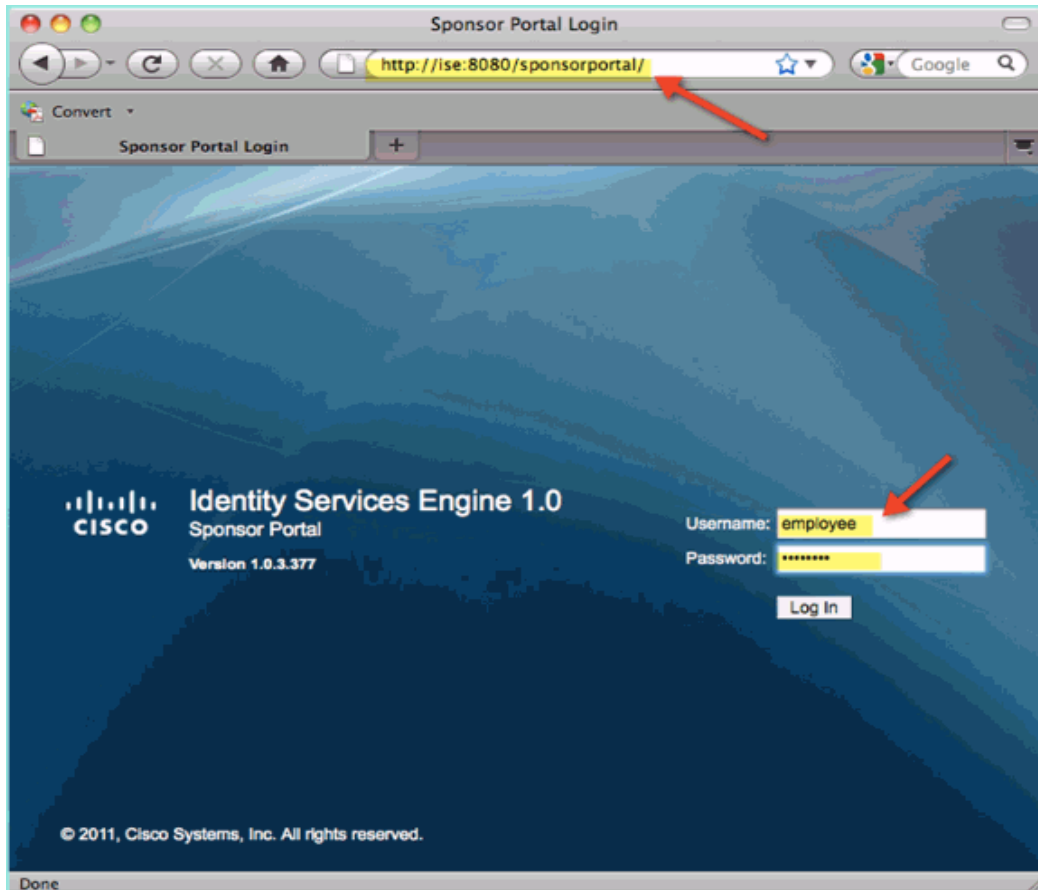 Sponsor Portal Login
http://ise:8080/sponsorportal/
Google
Convert
Sponsor Portal Login
+
CISCO
Identity Services Engine 1.0
Sponsor Portal
Version 1.0.3.377
Username: employee
Password: ••••••••
Log In
© 2011, Cisco Systems, Inc. All rights reserved.
Done